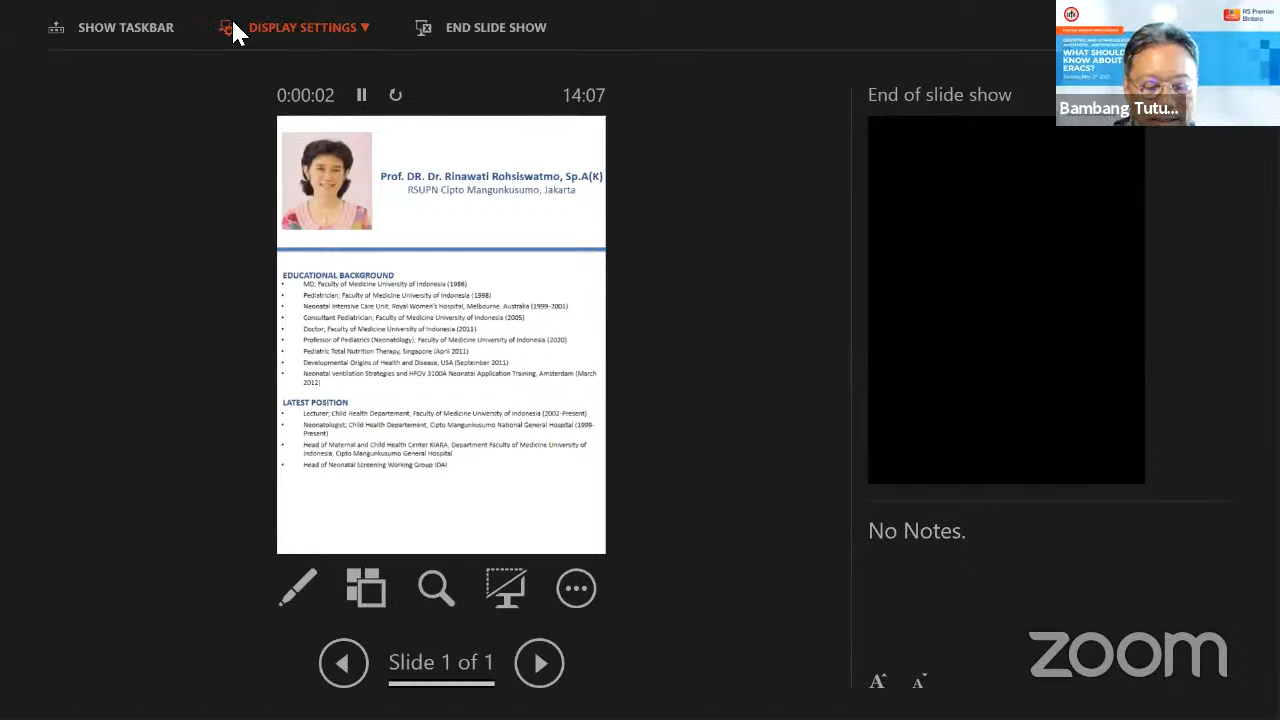 SHOW TASKBAR
DISPLAY SETTINGS
END SLIDE SHOW
0:00:02
14:07
End of slide show
Prof. DR. Dr. Rinawati Rohsiswatmo, Sp.A(K)
RSUPN Cipto Mangunkusumo, Jakarta
EDUCATIONAL BACKGROUND
MD; Faculty of Medicine University of Indonesia (1986)
Pediatrician; Faculty of Medicine University of Indonesia (1998)
Neonatal Intensive Care Unit, Royal Women's Hospital, Melbourne, Australia (1999-2001)
Consultant Pediatrician; Faculty of Medicine University of Indonesia (2005)
Doctor; Faculty of Medicine University of Indonesia (2011)
Professor of Pediatrics (Neonatology); Faculty of Medicine University of Indonesia (2020)
Pediatric Total Nutrition Therapy, Singapore (April 2011)
Developmental Origins of Health and Disease, USA (September 2011)
Neonatal ventilation Strategies and HFOV 3100A Neonatal Application Training, Amsterdam (March
2012)
LATEST POSITION
Lecturer; Child Health Departement, Faculty of Medicine University of Indonesia (2002-Present)
Neonatologist; Child Health Departement, Cipto Mangunkusumo National General Hospital (1999-
Present)
Head of Maternal and Child Health Center KIARA, Department Faculty of Medicine University of
Indonesia, Cipto Mangunkusumo General Hospital
Head of Neonatal Screening Working Group IDAI
Slide 1 of 1
No Notes.
A A
RS Premier
Bintaro
WHAT SHOULD
KNOW ABOUT
ERACS?
Bambang Tutu...
zoom